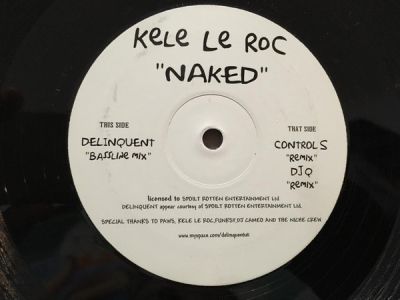 Kele Le Roc
"NAKED"
THIS SIDE
DELINQUENT
"BASSLINE MIX"
THAT SIDE
CONTROL S
"REMIX"
DJ Q
"REMIX"
licensed to SPOILT ROTTEN ENTERTAINMENT Ltd
DELINQUENT appear courtesy of SPOILT ROTTEN ENTERTAINMENT Ltd.
SPECIAL THANKS TO PAWS, KELE LE ROC, FUNKSY, DJ CAMEO AND THE NICHE CREW
www.myspace.com/delinquentuk